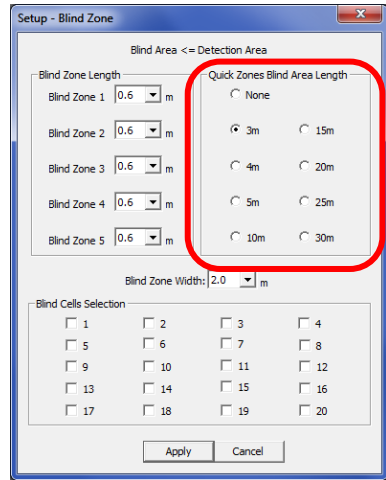 Setup - Blind Zone
Blind Area <= Detection Area
Blind Zone Length
Blind Zone 1 0.6 m
Blind Zone 2 0.6 m
Blind Zone 3 0.6 m
Blind Zone 4 0.6 m
Blind Zone 5 0.6 m
Quick Zones Blind Area Length
None
3m 15m
4m 20m
5m 25m
10m 30m
Blind Zone Width: 2.0 m
Blind Cells Selection
1 2 3 4
5 6 7 8
9 10 11 12
13 14 15 16
17 18 19 20
Apply Cancel